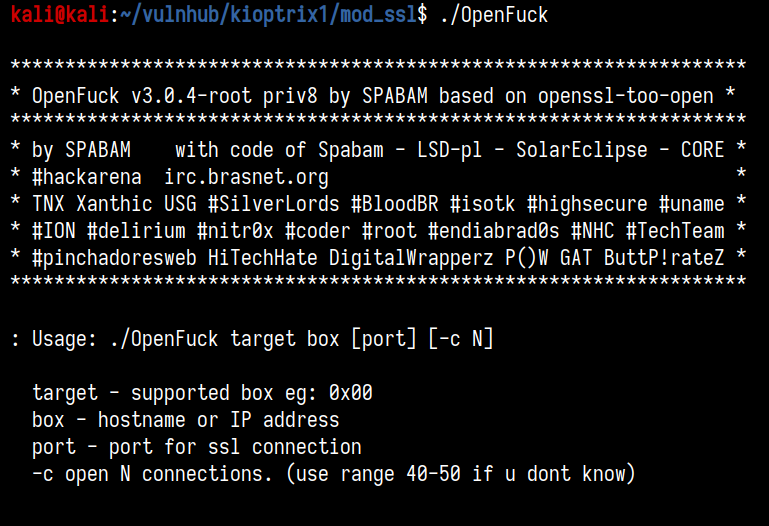 kali@kali:~/vulnhub/kioptrix1/mod_ssl$ ./OpenFuck
*******************************************************************
* OpenFuck v3.0.4-root priv8 by SPABAM based on openssl-too-open *
*******************************************************************
* by SPABAM    with code of Spabam - LSD-pl - SolarEclipse - CORE *
* #hackarena  irc.brasnet.org                                     *
* TNX Xanthic USG #SilverLords #BloodBR #isotk #highsecure #uname *
* #ION #delirium #nitr0x #coder #root #endiabrad0s #NHC #TechTeam *
* #pinchadoresweb HiTechHate DigitalWrapperz P()W GAT ButtP!rateZ *
*******************************************************************
: Usage: ./OpenFuck target box [port] [-c N]
  target - supported box eg: 0x00
  box - hostname or IP address
  port - port for ssl connection
  -c open N connections. (use range 40-50 if u dont know)